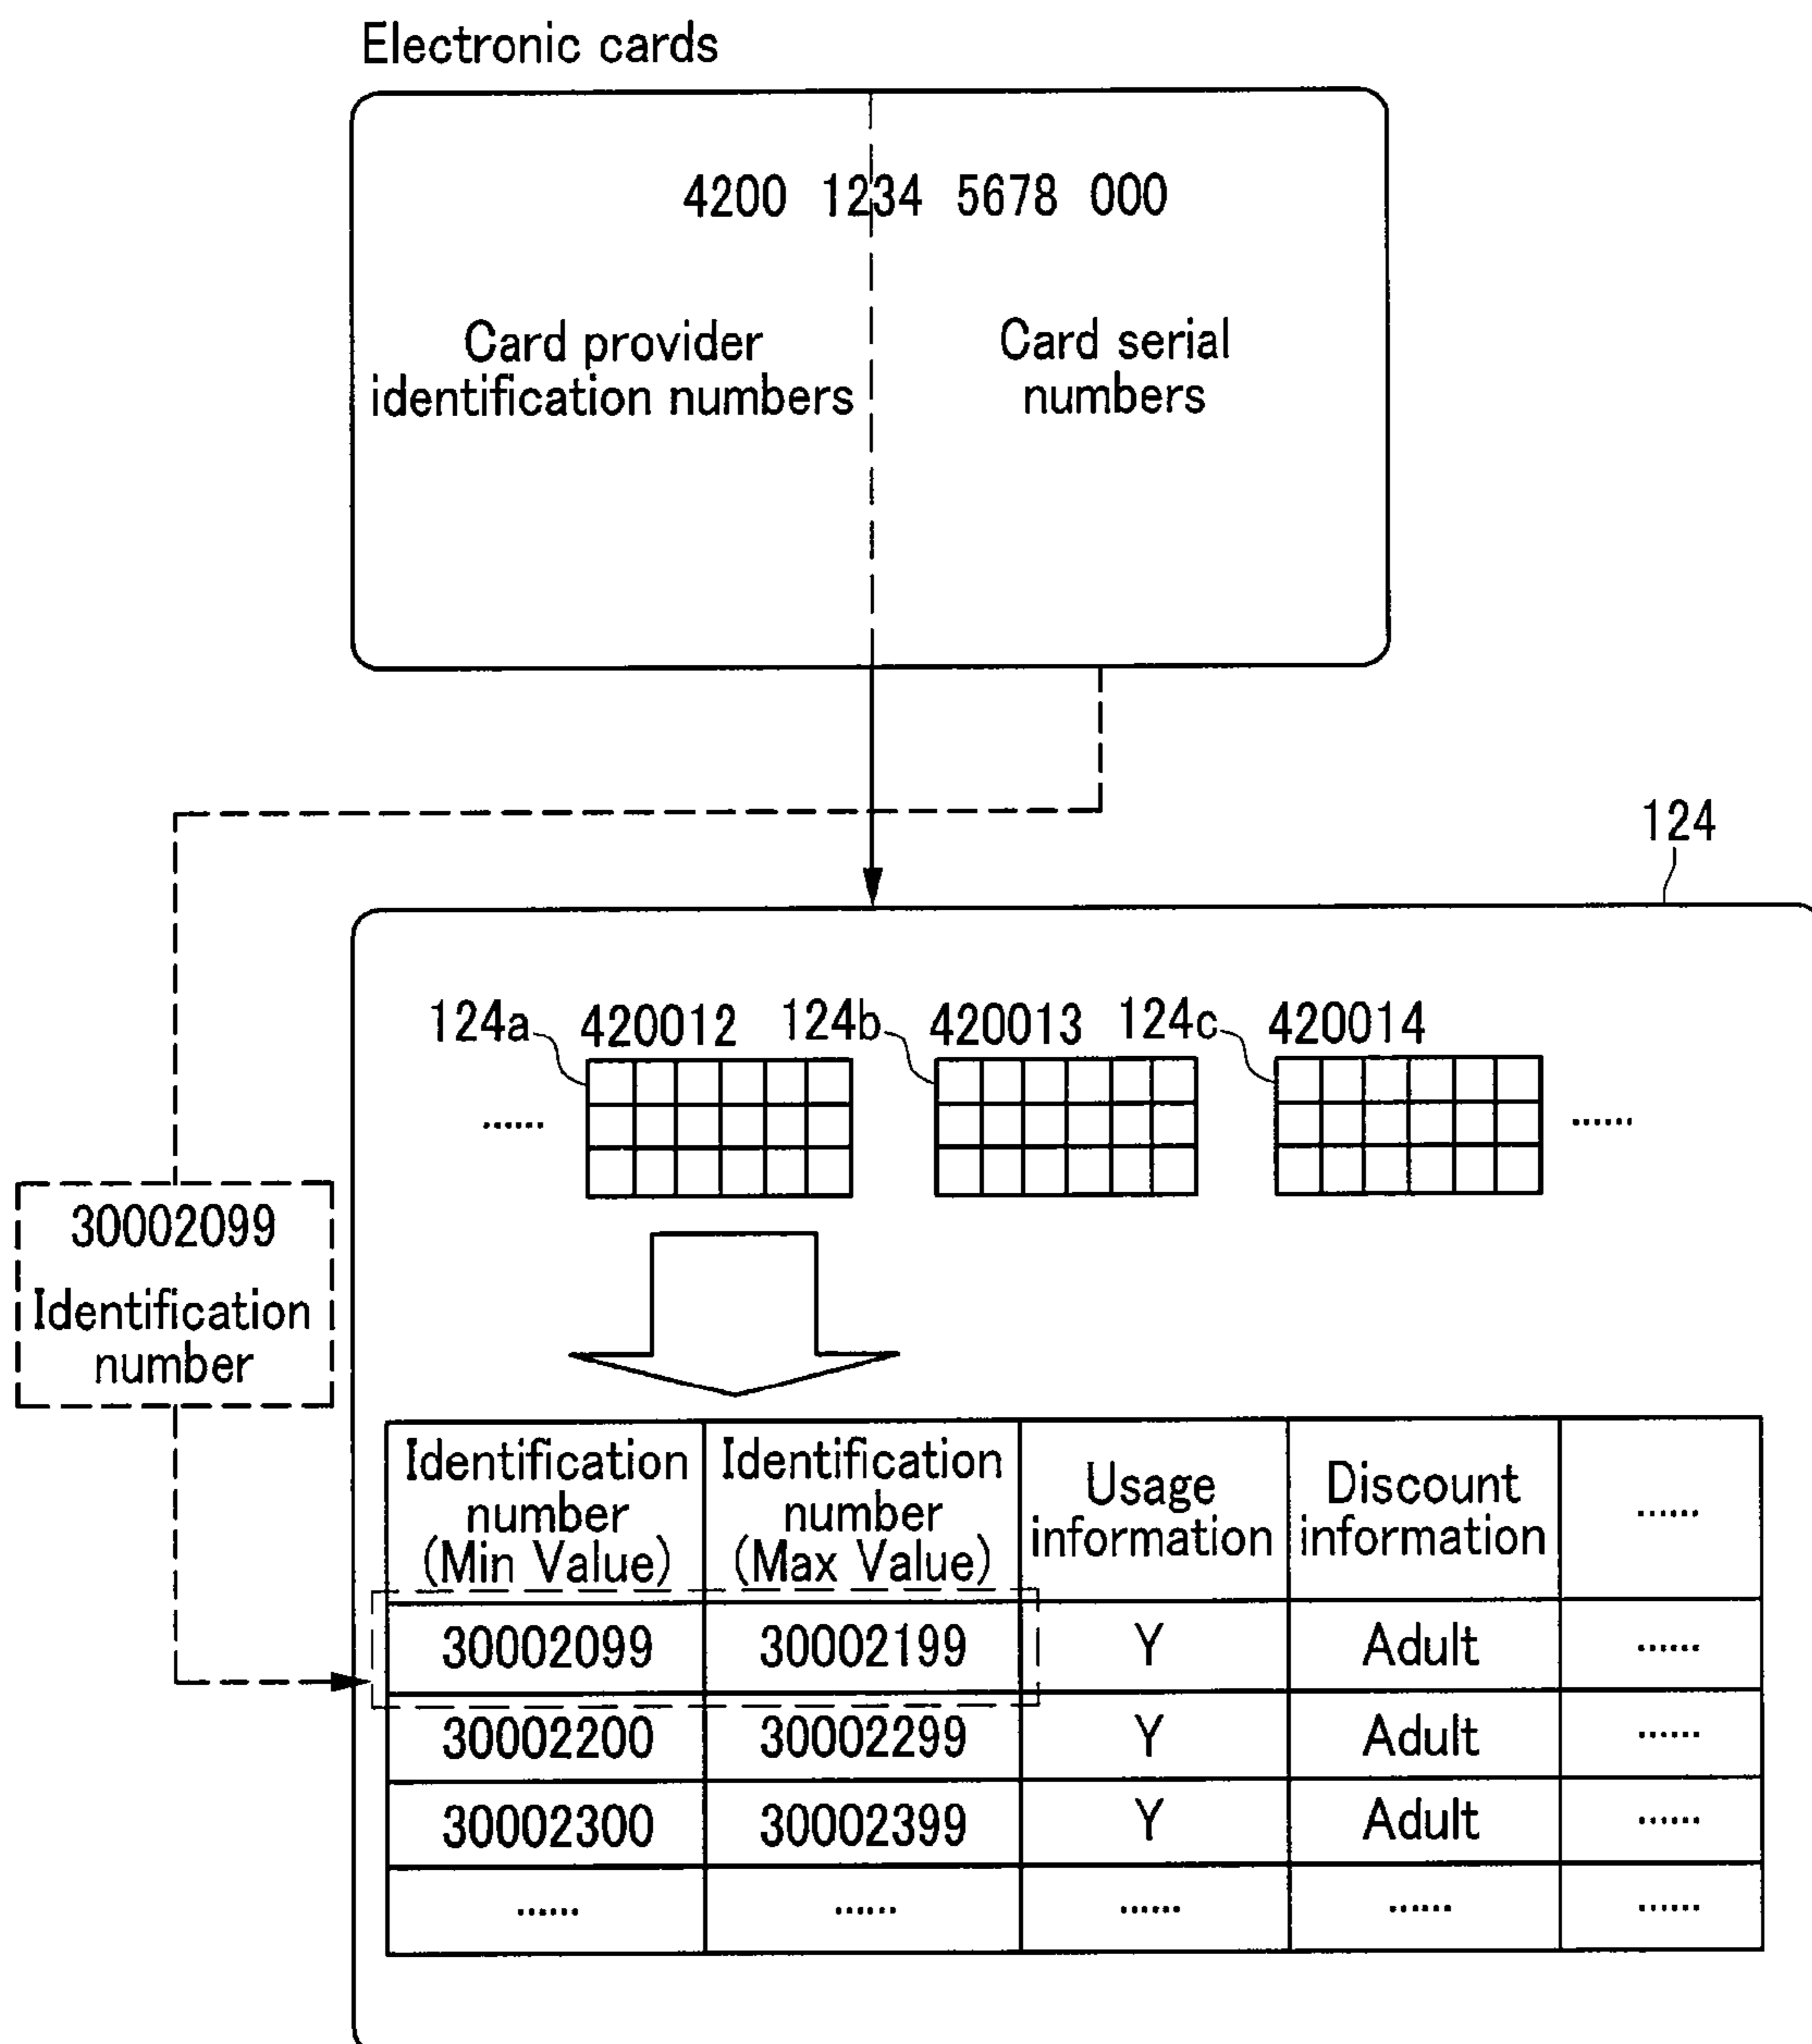 Electronic cards
4200 1234 5678 000
Card provider
identification numbers
Card serial
numbers
124
124a 420012 124b 420013 124c 420014
...... ......
30002099
Identification
number
Identification
number
(Min Value)
Identification
number
(Max Value)
Usage
information
Discount
information
......
30002099 30002199 Y Adult ......
30002200 30002299 Y Adult ......
30002300 30002399 Y Adult ......
...... ...... ...... ...... ......